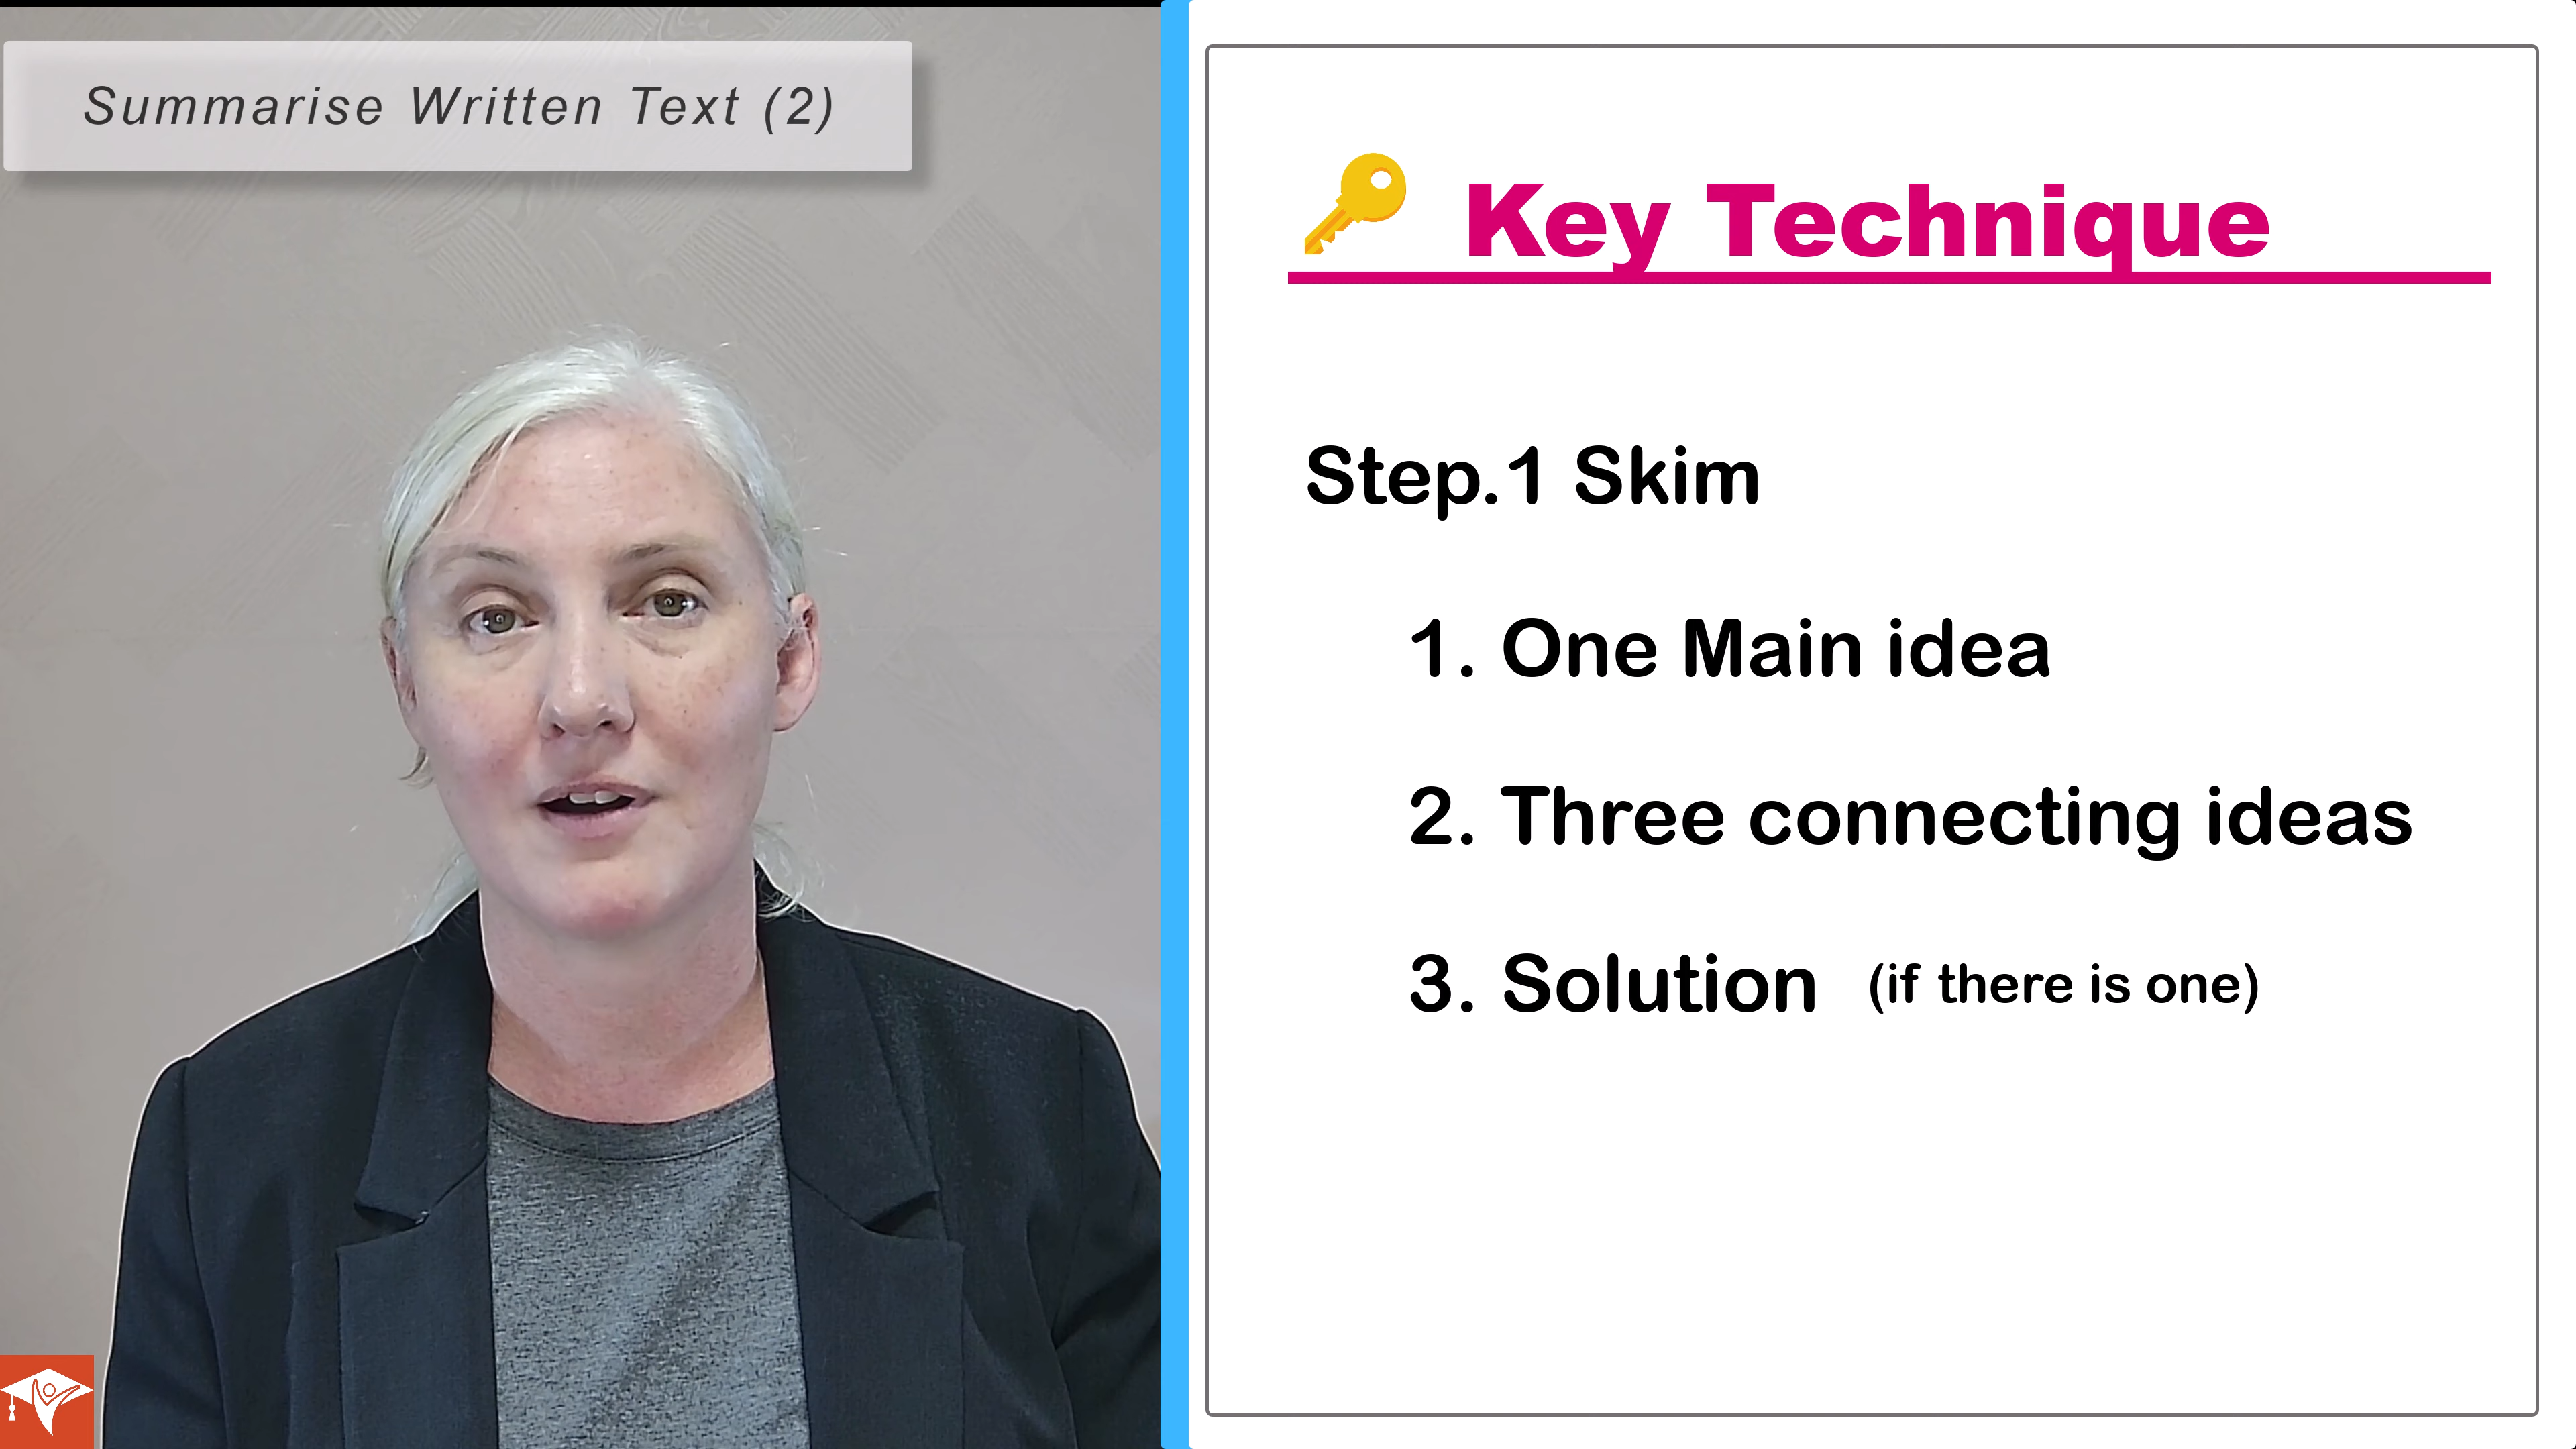 Summarise Written Text (2)
Key Technique
Step.1 Skim
1. One Main idea
2. Three connecting ideas
3. Solution (if there is one)